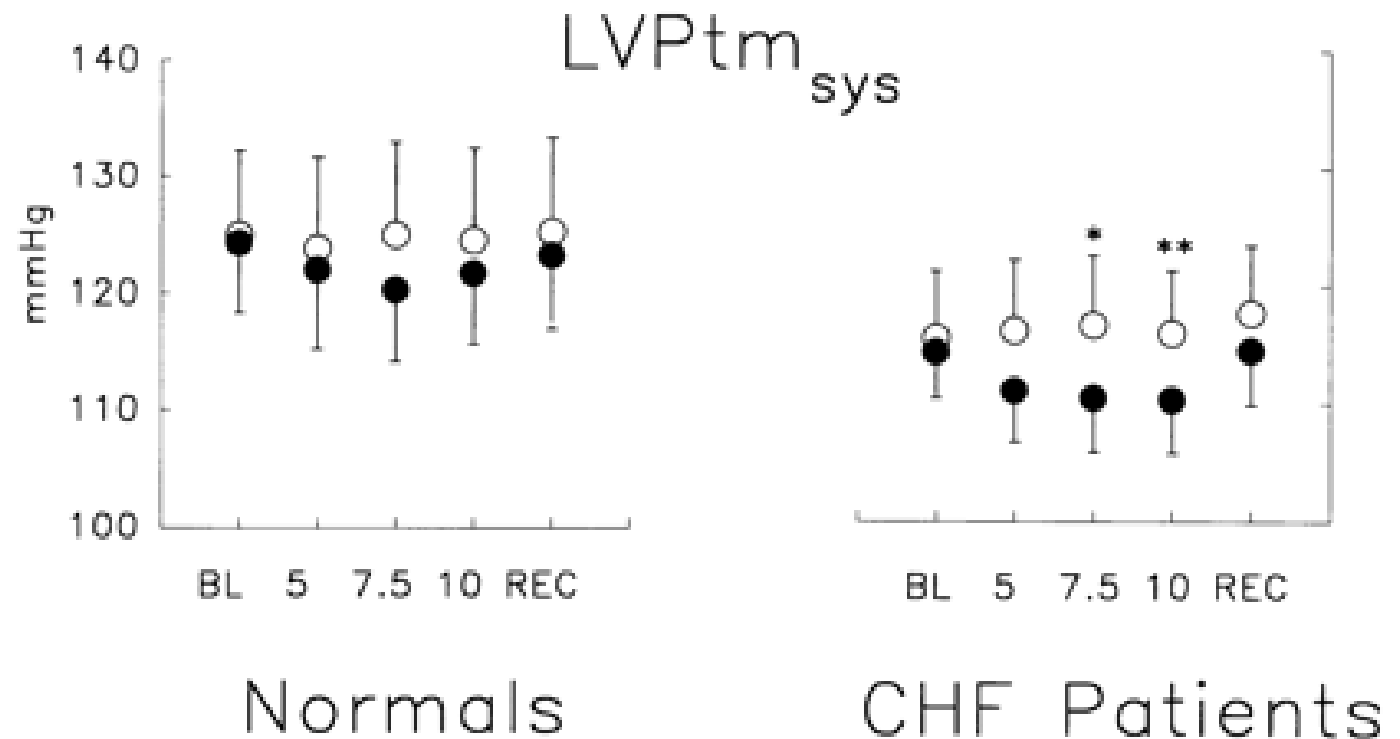 LVPtm sys
140
130
120
110
100
mmHg
* **
BL 5 7.5 10 REC
BL 5 7.5 10 REC
Normals
CHF Patients